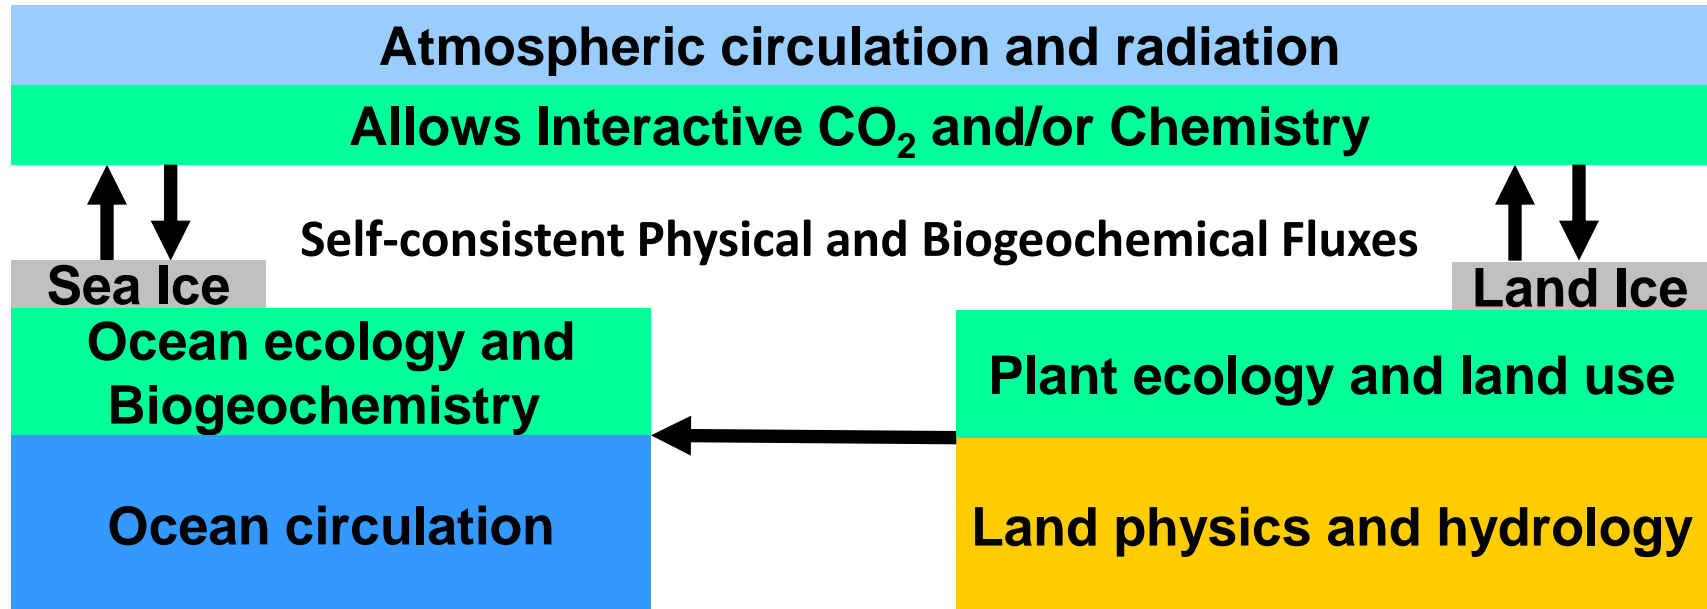 Atmospheric circulation and radiation
Allows Interactive CO₂ and/or Chemistry
Self-consistent Physical and Biogeochemical Fluxes
Sea Ice
Land Ice
Ocean ecology and
Biogeochemistry
Plant ecology and land use
Ocean circulation
Land physics and hydrology